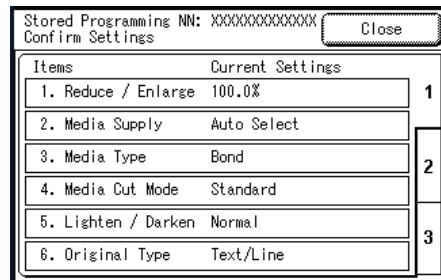 Stored Programming NN: XXXXXXXXXXXXX
Close
Confirm Settings
Items Current Settings
1. Reduce / Enlarge 100.0%
1
2. Media Supply Auto Select
3. Media Type Bond
2
4. Media Cut Mode Standard
5. Lighten / Darken Normal
3
6. Original Type Text/Line